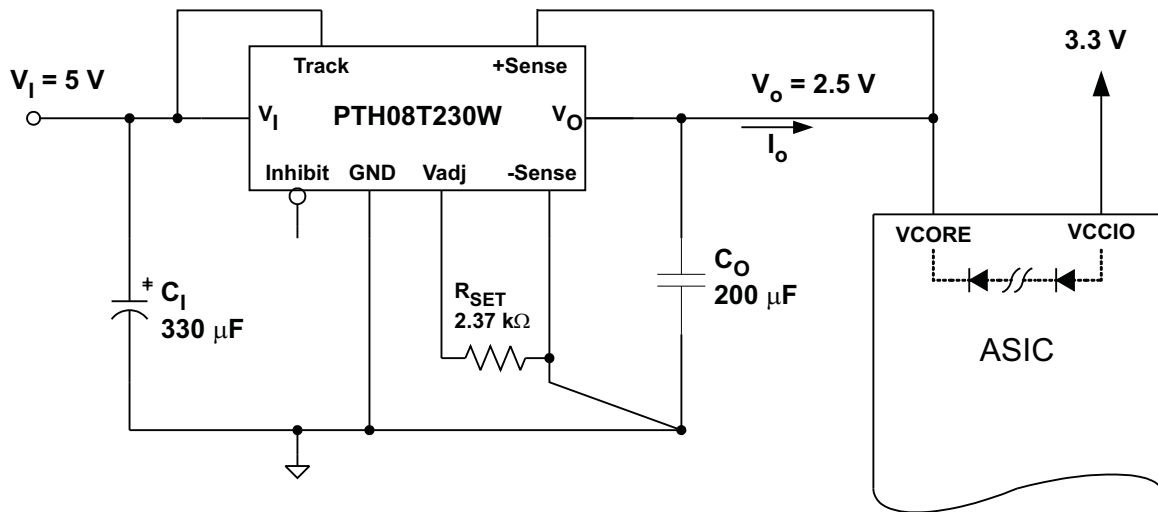 Track
+Sense
3.3 V
V_I = 5 V
V_I
PTH08T230W
V_O
V_o = 2.5 V
I_o
Inhibit
GND
Vadj
-Sense
VCORE
VCCIO
‡ C_I
330 μF
R_SET
2.37 kΩ
C_O
200 μF
ASIC